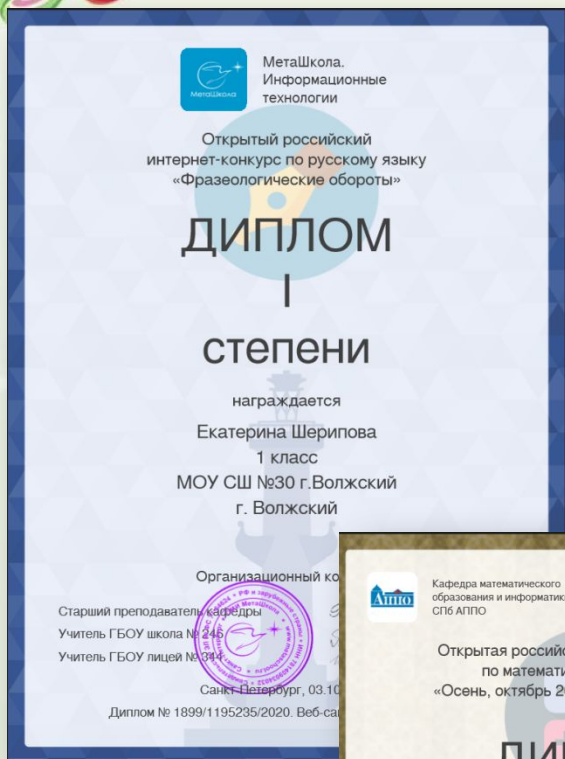 МетаШкола
МетаШкола.
Информационные
технологии
Открытый российский
интернет-конкурс по русскому языку
«Фразеологические обороты»
ДИПЛОМ
I
степени
награждается
Екатерина Шерипова
1 класс
МОУ СШ №30 г.Волжский
г. Волжский
Организационный ко
Старший преподаватель кафедры
Учитель ГБОУ школа № 246
Учитель ГБОУ лицей № 344
Санкт-Петербург, 03.10
Диплом № 1899/1195235/2020. Веб-са
АППО
Кафедра математического
образования и информатик
СПб АППО
Открытая российс
по математи
«Осень, октябрь 2
ДИП